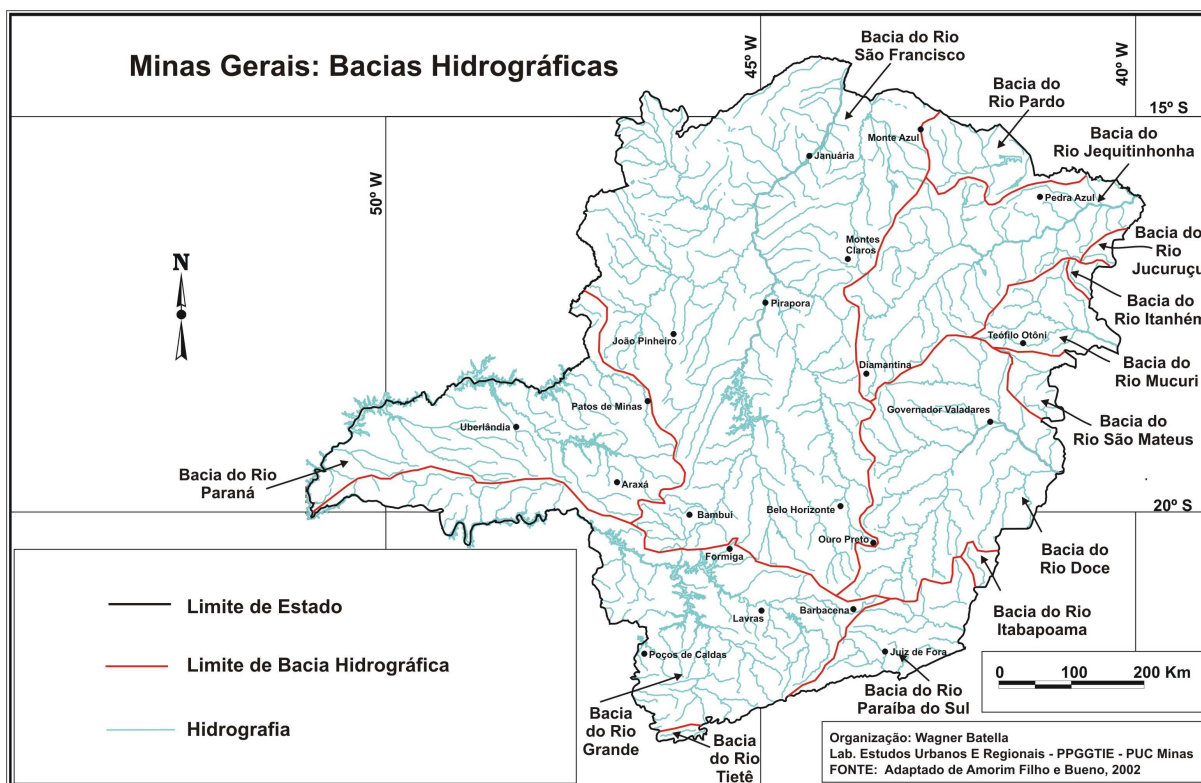 Minas Gerais: Bacias Hidrográficas
50º W
45º W
40º W
15º S
20º S
N
Bacia do Rio
São Francisco
Bacia do
Rio Pardo
Bacia do
Rio Jequitinhonha
Bacia do
Rio
Jucuruçu
Bacia do
Rio Itanhém
Bacia do
Rio Mucuri
Bacia do
Rio São Mateus
Bacia do
Rio Doce
Bacia do Rio
Itabapoama
Bacia do Rio
Paraíba do Sul
Bacia
do Rio
Tietê
Bacia
do Rio
Grande
Bacia do Rio
Paraná
Monte Azul
Januária
Pedra Azul
Montes
Claros
Pirapora
João Pinheiro
Teófilo Otôni
Diamantina
Patos de Minas
Governador Valadares
Uberlândia
Araxá
Bambuí
Belo Horizonte
Ouro Preto
Formiga
Lavras
Barbacena
Poços de Caldas
Juiz de Fora
Limite de Estado
Limite de Bacia Hidrográfica
Hidrografia
0 100 200 Km
Organização: Wagner Batella
Lab. Estudos Urbanos E Regionais - PPGGTIE - PUC Minas
FONTE: Adaptado de Amorim Filho e Bueno, 2002